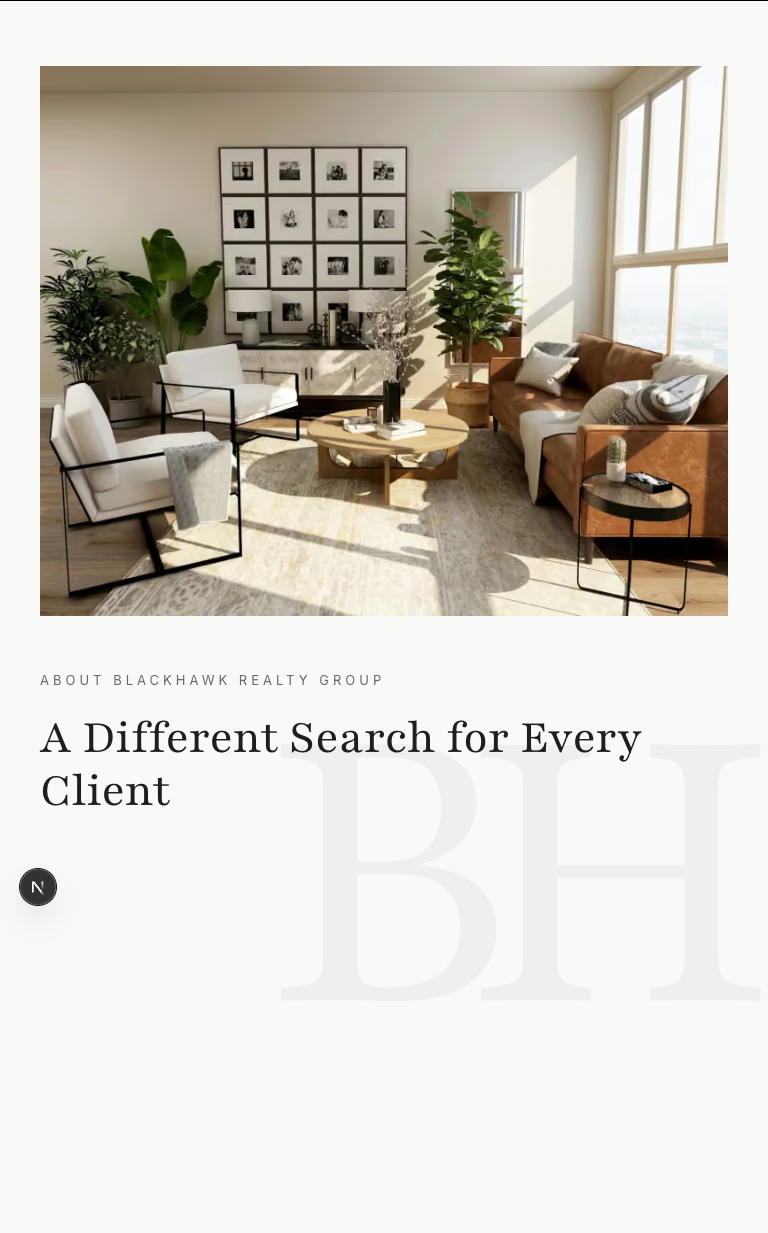 ABOUT BLACKHAWK REALTY GROUP
A Different Search for Every
Client
BH
N